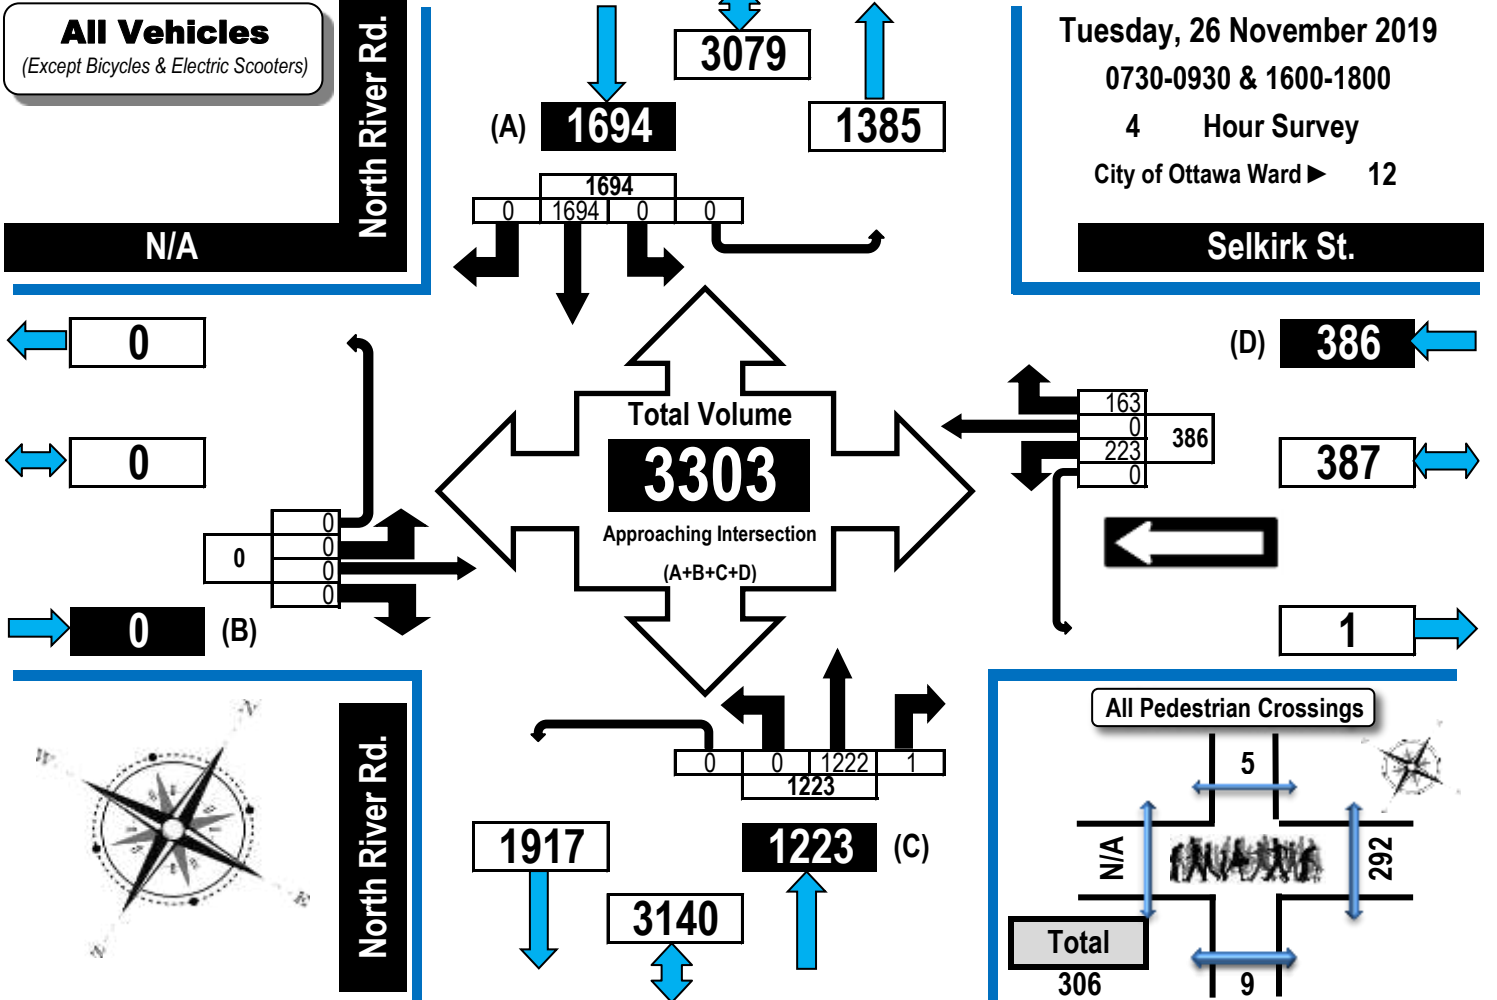 All Vehicles
(Except Bicycles & Electric Scooters)
North River Rd.
N/A
3079
(A) 1694
1385
1694
0 1694 0 0
Tuesday, 26 November 2019
0730-0930 & 1600-1800
4 Hour Survey
City of Ottawa Ward ► 12
Selkirk St.
0
0
0
0
0
0
0
0 (B)
Total Volume
3303
Approaching Intersection
(A+B+C+D)
(D) 386
163
0
223
0
386
387
1
North River Rd.
0 0 1222 1
1223
1917
1223 (C)
3140
All Pedestrian Crossings
5
N/A
292
Total
306
9
N
W
E